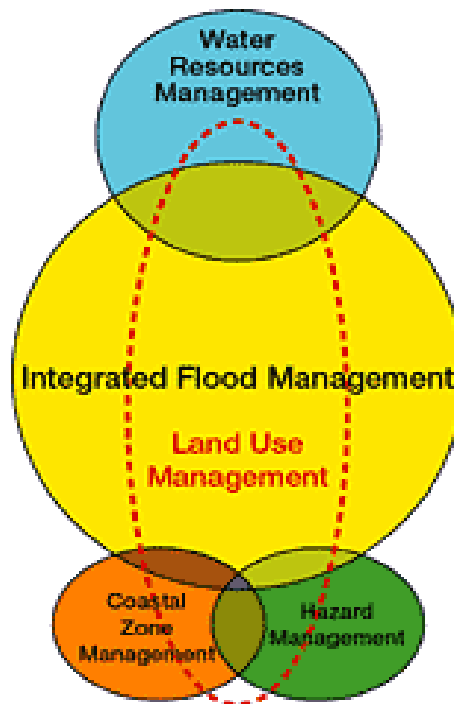 Water
Resources
Management
Integrated Flood Management
Land Use
Management
Coastal
Zone
Management
Hazard
Management